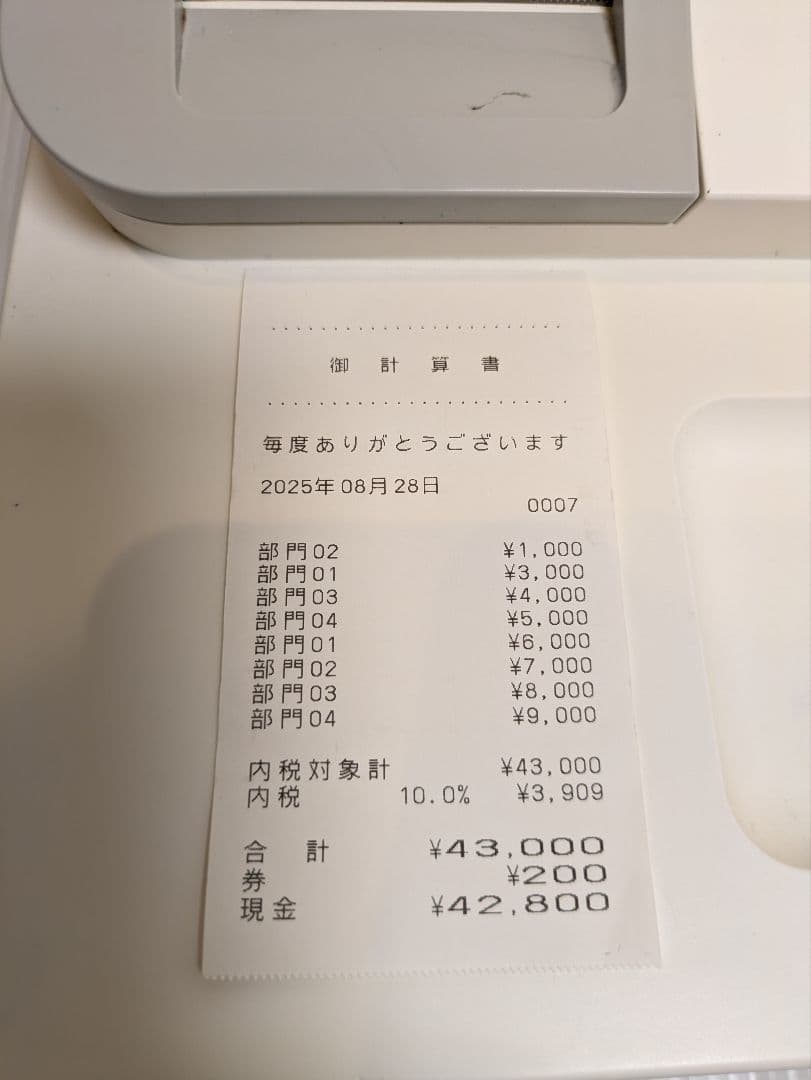 御計算書
毎度ありがとうございます
2025年08月28日
0007
部門02 ¥1,000
部門01 ¥3,000
部門03 ¥4,000
部門04 ¥5,000
部門01 ¥6,000
部門02 ¥7,000
部門03 ¥8,000
部門04 ¥9,000
内税対象計 ¥43,000
内税 10.0% ¥3,909
合計 ¥43,000
券 ¥200
現金 ¥42,800